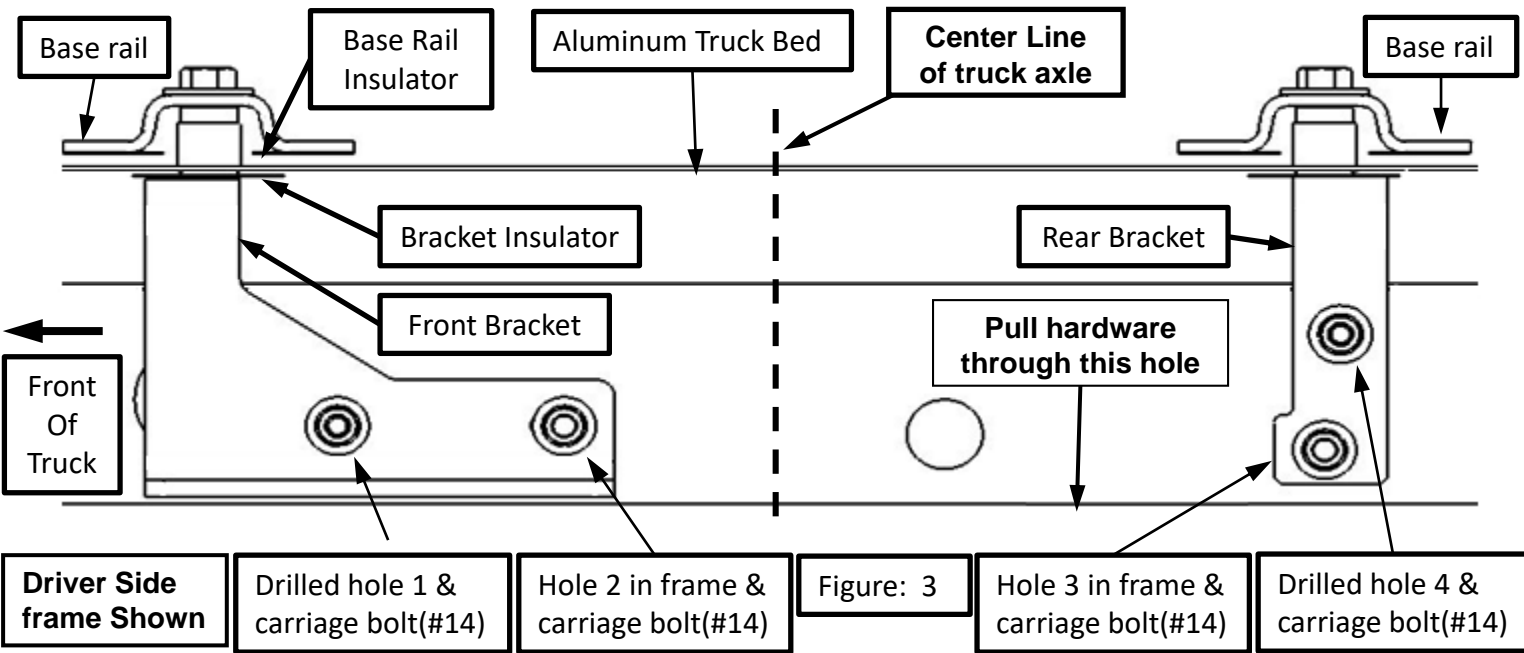 Base rail
Base Rail
Insulator
Aluminum Truck Bed
Center Line
of truck axle
Base rail
Bracket Insulator
Rear Bracket
Front Bracket
Pull hardware
through this hole
Front
Of
Truck
Driver Side
frame Shown
Drilled hole 1 &
carriage bolt(#14)
Hole 2 in frame &
carriage bolt(#14)
Figure: 3
Hole 3 in frame &
carriage bolt(#14)
Drilled hole 4 &
carriage bolt(#14)